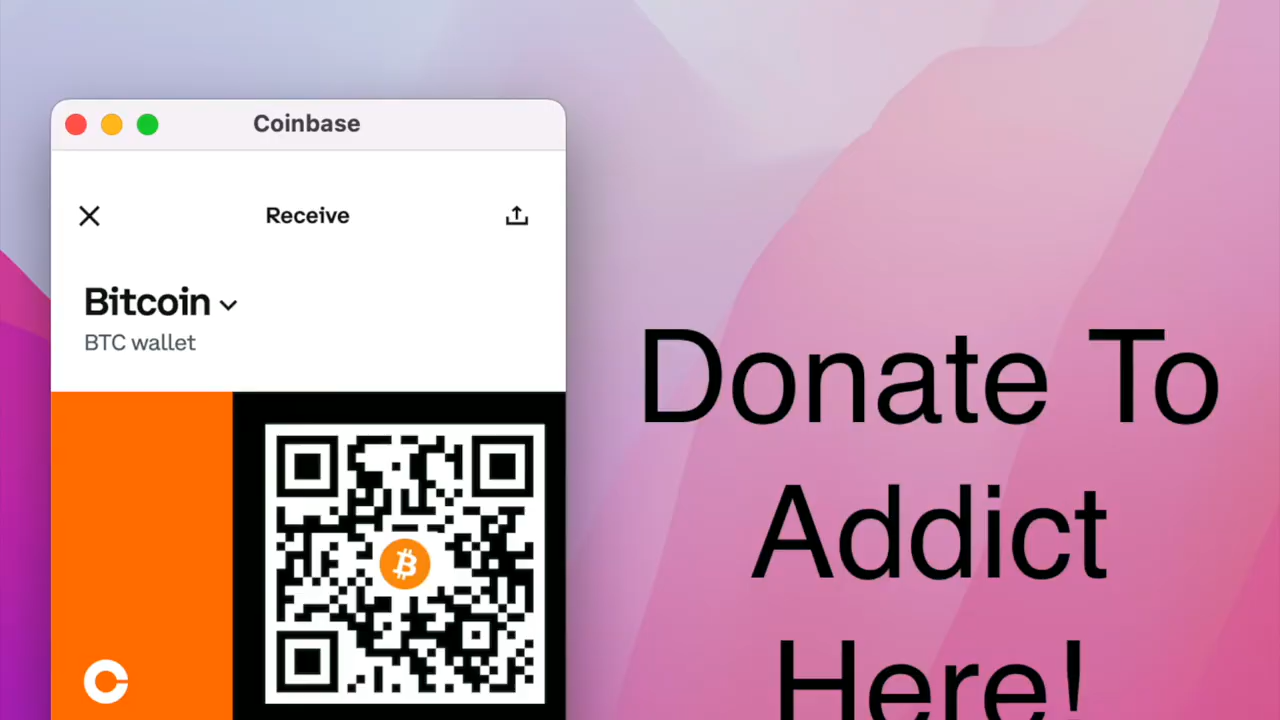 Coinbase
Receive
Bitcoin
BTC wallet
Donate To
Addict
Here!